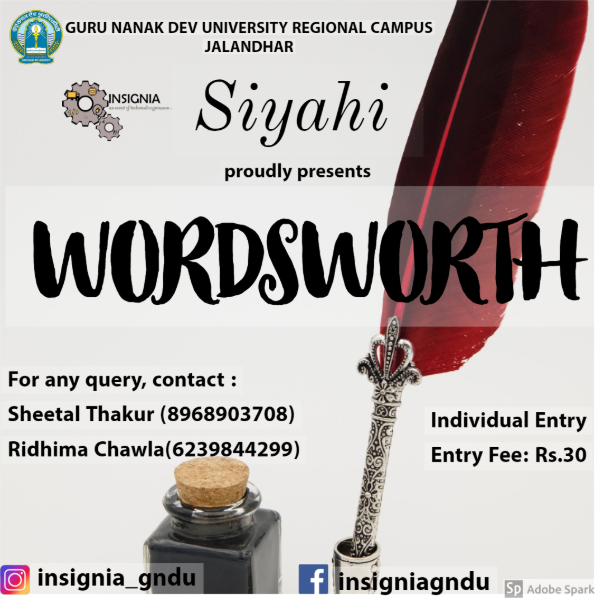 GURU NANAK DEV UNIVERSITY REGIONAL CAMPUS
JALANDHAR
INSIGNIA
Siyahi
proudly presents
WORDSWORTH
For any query, contact :
Sheetal Thakur (8968903708)
Ridhima Chawla(6239844299)
Individual Entry
Entry Fee: Rs.30
insignia_gndu
insigniagndu
Sp Adobe Spark